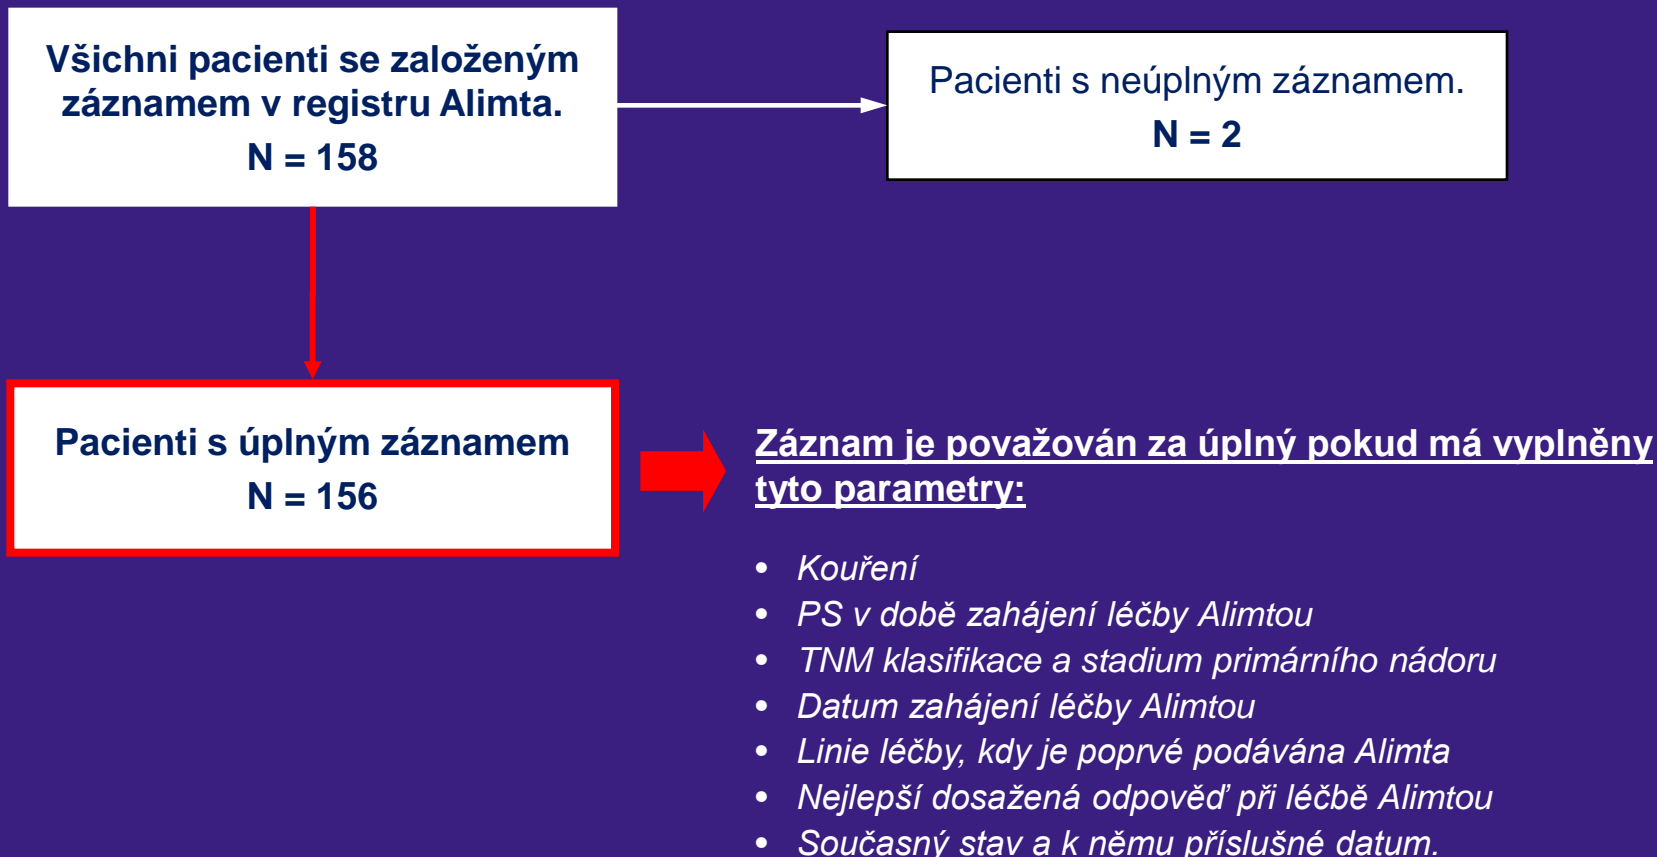 Všichni pacienti se založeným
záznamem v registru Alimta.
N = 158
Pacienti s neúplným záznamem.
N = 2
Pacienti s úplným záznamem
N = 156
Záznam je považován za úplný pokud má vyplněny
tyto parametry:
• Kouření
• PS v době zahájení léčby Alimtou
• TNM klasifikace a stadium primárního nádoru
• Datum zahájení léčby Alimtou
• Linie léčby, kdy je poprvé podávána Alimta
• Nejlepší dosažená odpověď při léčbě Alimtou
• Současný stav a k němu příslušné datum.